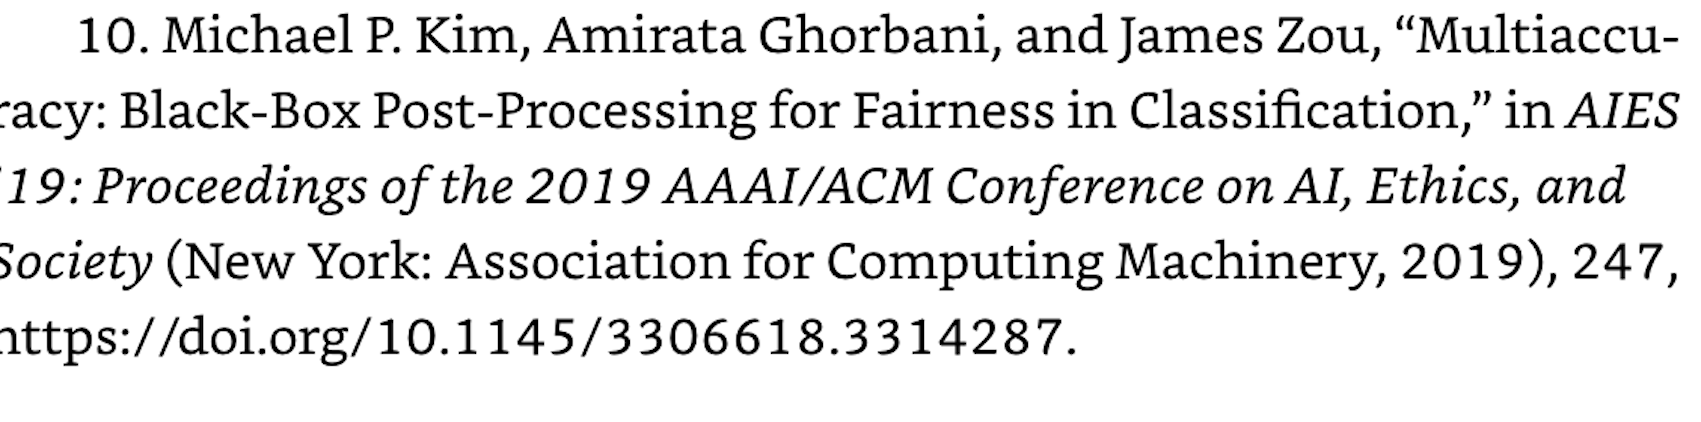 10. Michael P. Kim, Amirata Ghorbani, and James Zou, “Multiaccu-
racy: Black-Box Post-Processing for Fairness in Classification,” in AIES
’19: Proceedings of the 2019 AAAI/ACM Conference on AI, Ethics, and
Society (New York: Association for Computing Machinery, 2019), 247,
https://doi.org/10.1145/3306618.3314287.